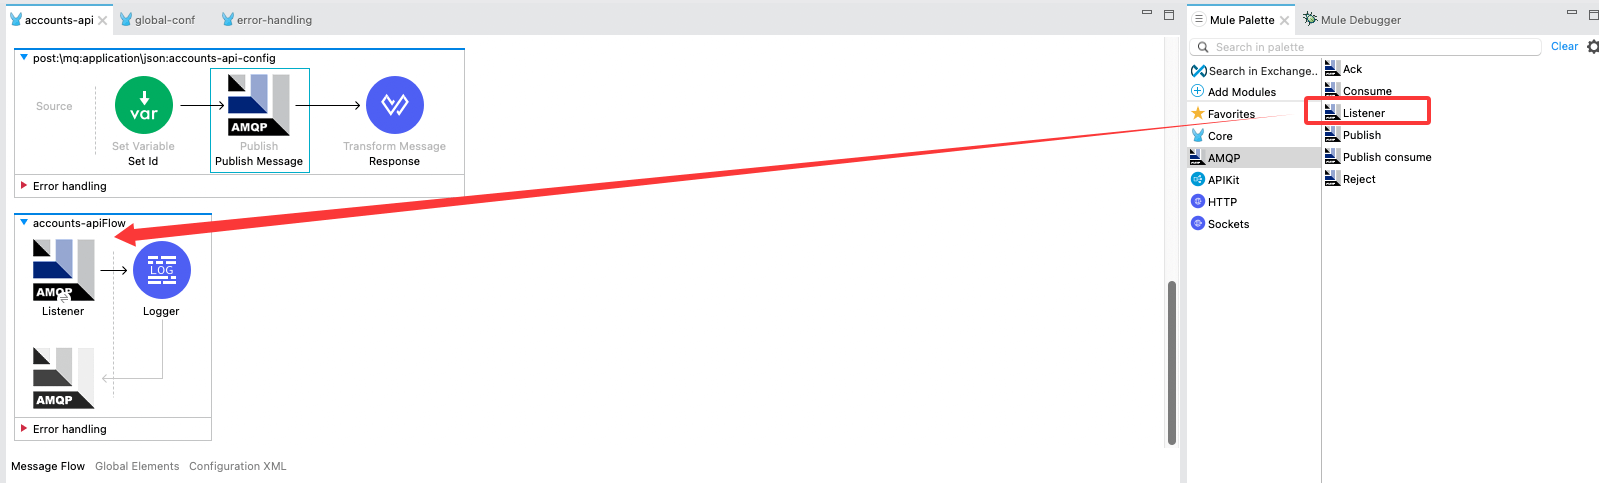 accounts-api
global-conf
error-handling
post:\mq:application\json:accounts-api-config
Source
var
AMQP
Set Variable
Publish
Transform Message
Set Id
Publish Message
Response
Error handling
accounts-apiFlow
AMQP
LOG
Listener
Logger
AMQP
Error handling
Message Flow
Global Elements
Configuration XML
Mule Palette
Mule Debugger
Search in palette
Clear
Search in Exchange..
Add Modules
Favorites
Core
AMQP
APIKit
HTTP
Sockets
Ack
Consume
Listener
Publish
Publish consume
Reject